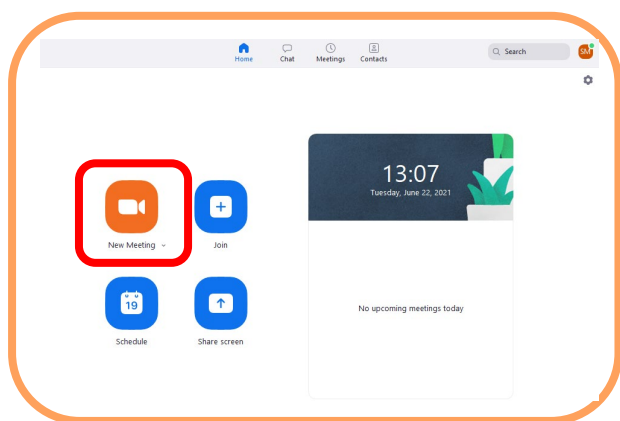 Home
Chat
Meetings
Contacts
Search
SM
13:07
Tuesday, June 22, 2021
New Meeting
Join
19
Schedule
Share screen
No upcoming meetings today